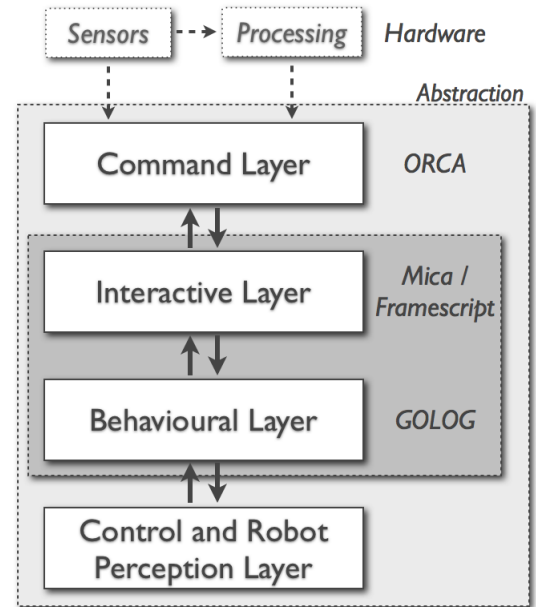 Sensors
Processing
Hardware
Abstraction
Command Layer
ORCA
Interactive Layer
Mica /
Framescript
Behavioural Layer
GOLOG
Control and Robot
Perception Layer